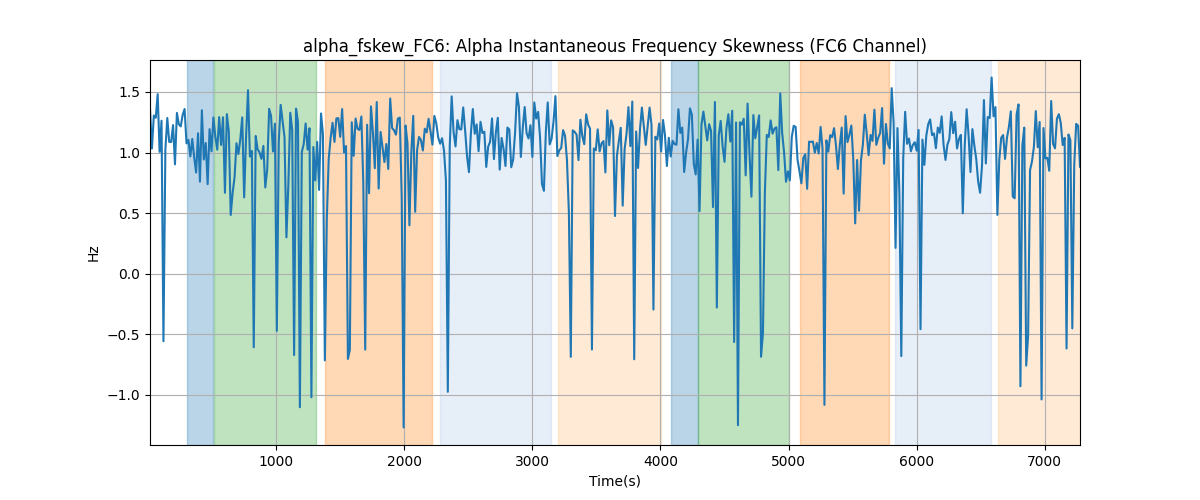 alpha_fskew_FC6: Alpha Instantaneous Frequency Skewness (FC6 Channel)
1.5
1.0
0.5
0.0
−0.5
−1.0
Hz
1000 2000 3000 4000 5000 6000 7000
Time(s)